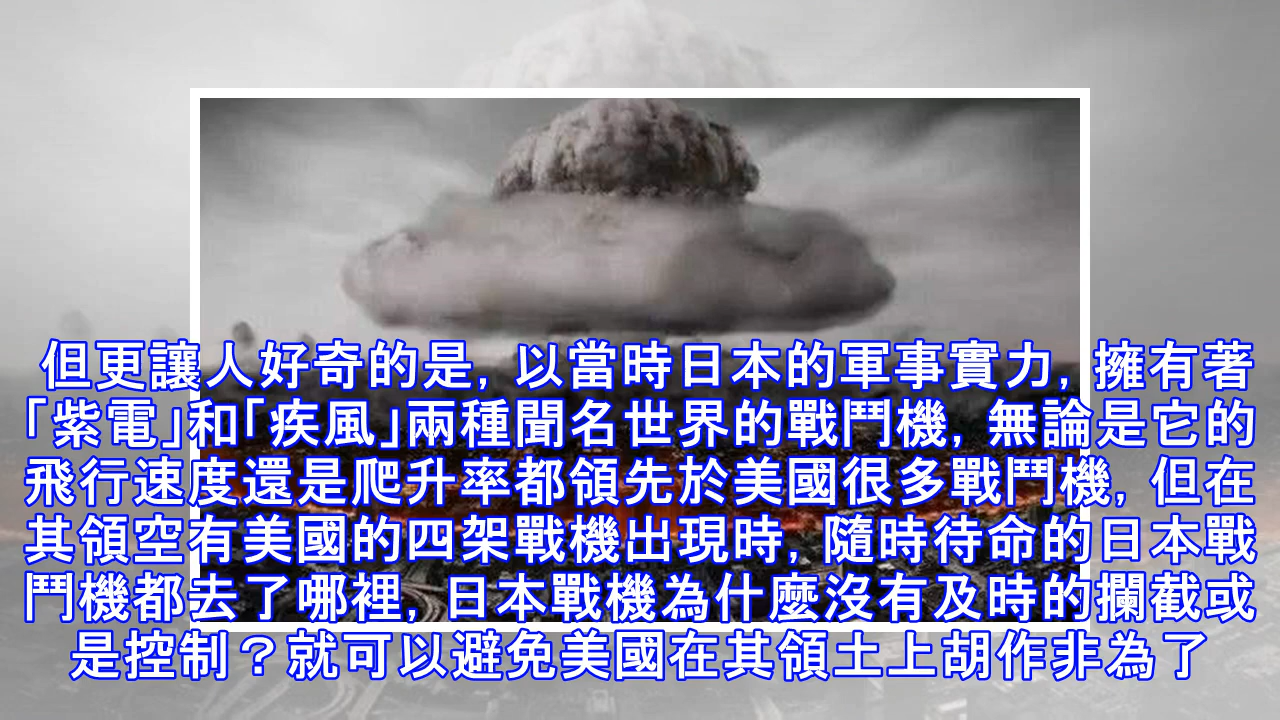 但更讓人好奇的是, 以當時日本的軍事實力, 擁有著
「紫電」和「疾風」兩種聞名世界的戰鬥機, 無論是它的
飛行速度還是爬升率都領先於美國很多戰鬥機, 但在
其領空有美國的四架戰機出現時, 隨時待命的日本戰
鬥機都去了哪裡, 日本戰機為什麼沒有及時的攔截或
是控制？就可以避免美國在其領土上胡作非為了